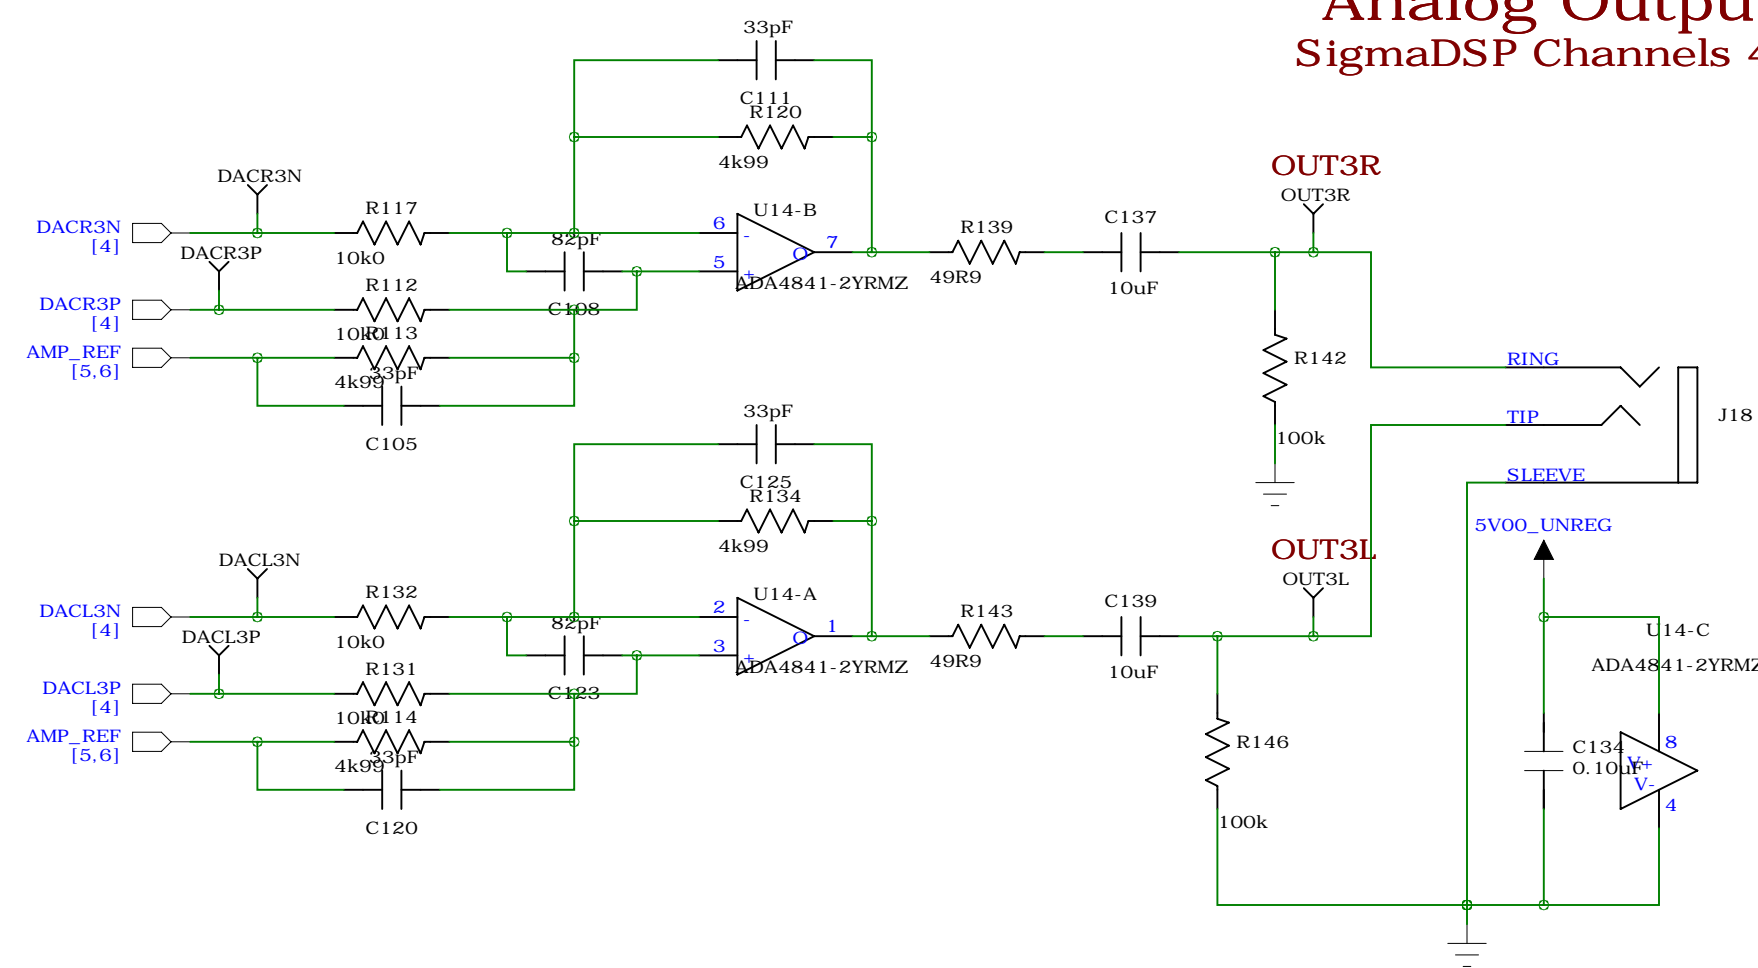 Analog Outpu
SigmaDSP Channels 4
33pF
C111
R120
4k99
DACR3N
DACR3N
[4]
R117
10k0
DACR3P
82pF
C108
U14-B
6
5
7
-
+
O
ADA4841-2YRMZ
R139
49R9
C137
10uF
OUT3R
OUT3R
DACR3P
[4]
R112
10k0
R113
AMP_REF
[5,6]
4k99
33pF
C105
R142
100k
RING
TIP
SLEEVE
J18
33pF
C125
R134
4k99
DACL3N
DACL3N
[4]
R132
10k0
DACL3P
82pF
C123
U14-A
2
3
1
-
+
O
ADA4841-2YRMZ
R143
49R9
C139
10uF
OUT3L
OUT3L
DACL3P
[4]
R131
10k0
R114
AMP_REF
[5,6]
4k99
33pF
C120
R146
100k
5V00_UNREG
U14-C
ADA4841-2YRMZ
C134
0.10uF
8
V+
V-
4